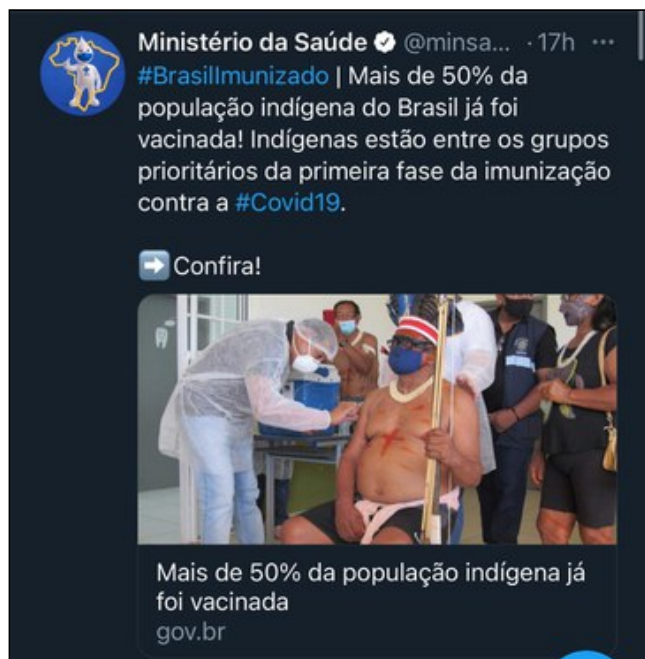 Ministério da Saúde @minsa... · 17h ···
#BrasilImunizado | Mais de 50% da
população indígena do Brasil já foi
vacinada! Indígenas estão entre os grupos
prioritários da primeira fase da imunização
contra a #Covid19.
➡️Confira!
Mais de 50% da população indígena já
foi vacinada
gov.br